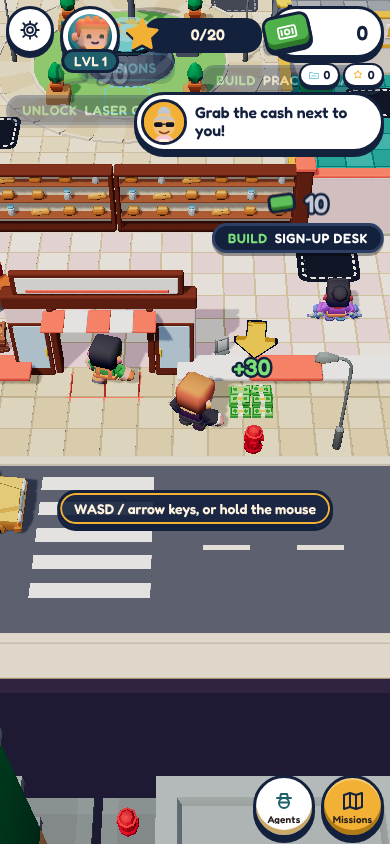 0/20
0
LVL 1
MISSIONS
BUILD PRAC
0
0
UNLOCK LASER G
Grab the cash next to
you!
10
BUILD SIGN-UP DESK
+30
WASD / arrow keys, or hold the mouse
Agents
Missions